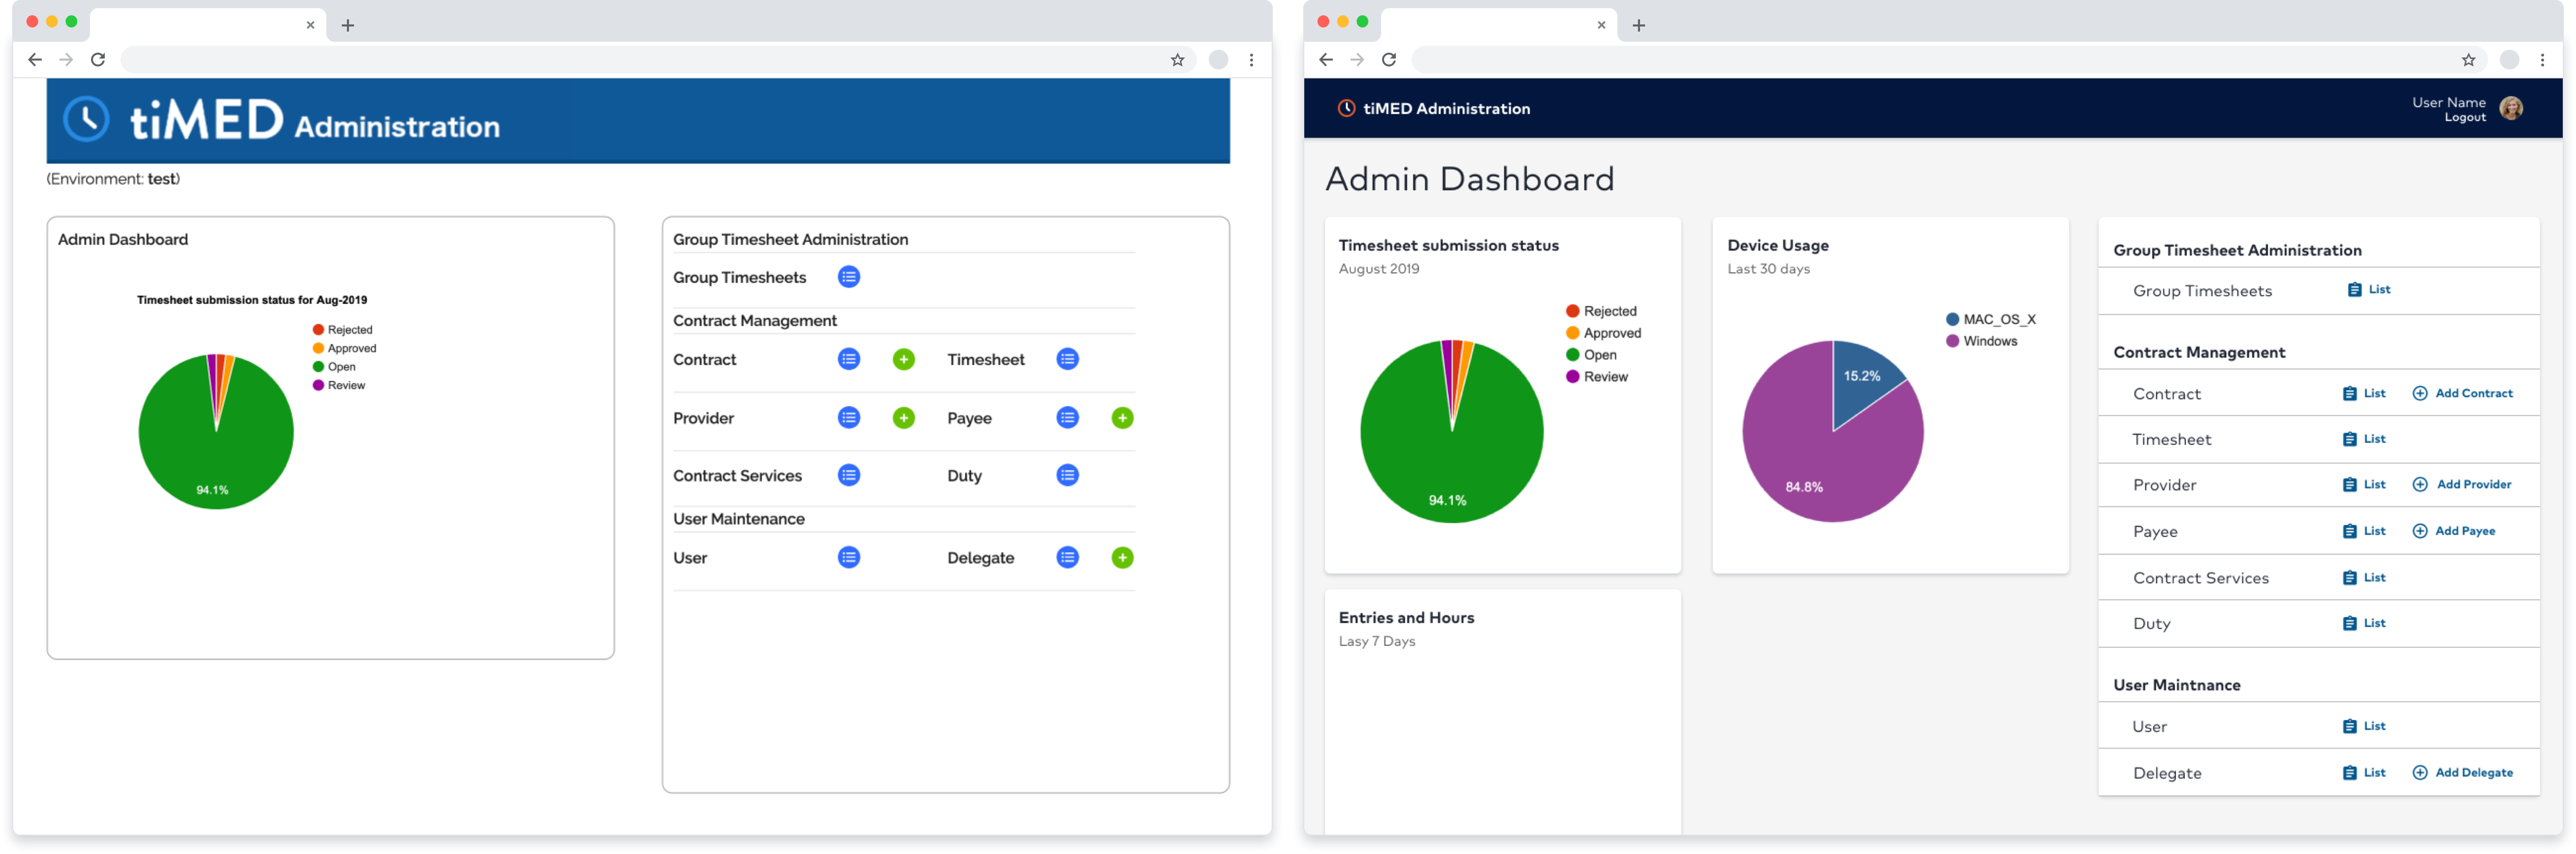 tiMED Administration
(Environment: test)
Admin Dashboard
Timesheet submission status for Aug-2019
Rejected
Approved
Open
Review
94.1%
Group Timesheet Administration
Group Timesheets
Contract Management
Contract Timesheet
Provider Payee
Contract Services Duty
User Maintenance
User Delegate
tiMED Administration
User Name
Logout
Admin Dashboard
Timesheet submission status
August 2019
Rejected
Approved
Open
Review
94.1%
Device Usage
Last 30 days
MAC_OS_X
Windows
15.2%
84.8%
Entries and Hours
Lasy 7 Days
Group Timesheet Administration
Group Timesheets List
Contract Management
Contract List Add Contract
Timesheet List
Provider List Add Provider
Payee List Add Payee
Contract Services List
Duty List
User Maintnance
User List
Delegate List Add Delegate